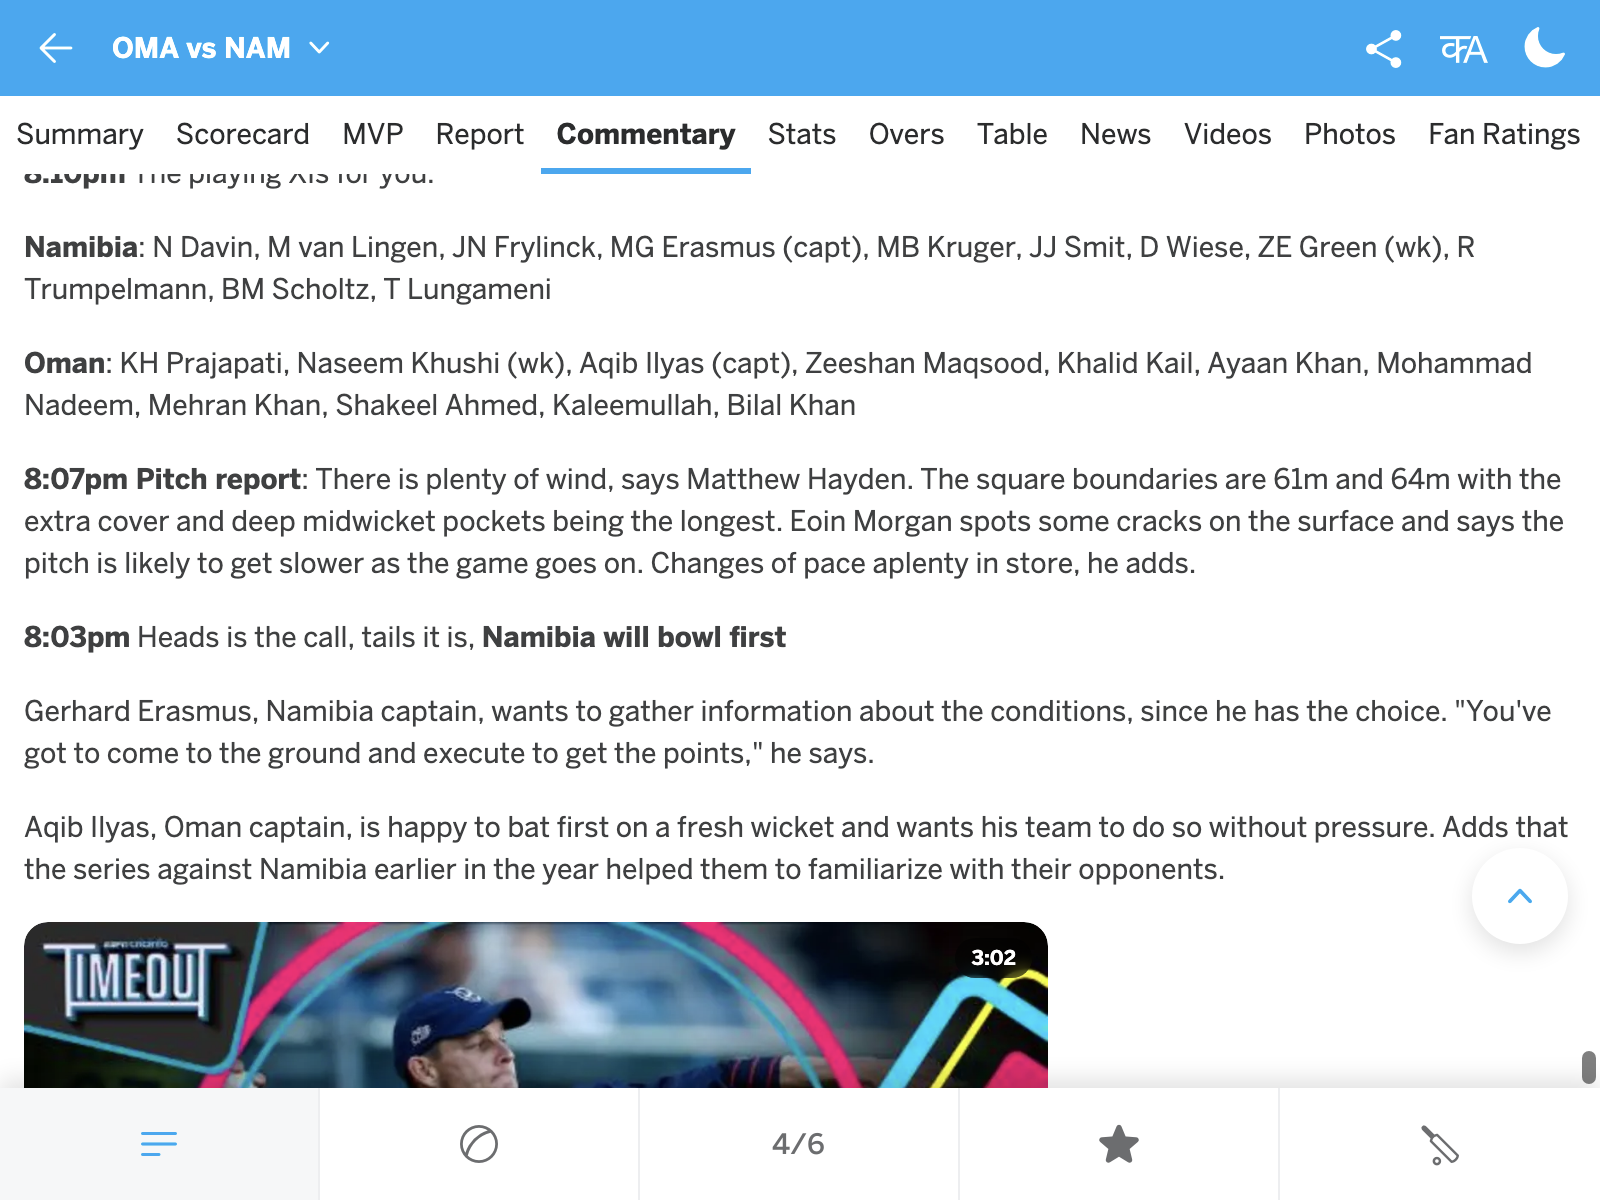 OMA vs NAM
Summary Scorecard MVP Report Commentary Stats Overs Table News Videos Photos Fan Ratings
8:10pm The playing XIs for you:
Namibia: N Davin, M van Lingen, JN Frylinck, MG Erasmus (capt), MB Kruger, JJ Smit, D Wiese, ZE Green (wk), R
Trumpelmann, BM Scholtz, T Lungameni
Oman: KH Prajapati, Naseem Khushi (wk), Aqib Ilyas (capt), Zeeshan Maqsood, Khalid Kail, Ayaan Khan, Mohammad
Nadeem, Mehran Khan, Shakeel Ahmed, Kaleemullah, Bilal Khan
8:07pm Pitch report: There is plenty of wind, says Matthew Hayden. The square boundaries are 61m and 64m with the
extra cover and deep midwicket pockets being the longest. Eoin Morgan spots some cracks on the surface and says the
pitch is likely to get slower as the game goes on. Changes of pace aplenty in store, he adds.
8:03pm Heads is the call, tails it is, Namibia will bowl first
Gerhard Erasmus, Namibia captain, wants to gather information about the conditions, since he has the choice. "You've
got to come to the ground and execute to get the points," he says.
Aqib Ilyas, Oman captain, is happy to bat first on a fresh wicket and wants his team to do so without pressure. Adds that
the series against Namibia earlier in the year helped them to familiarize with their opponents.
ESPN cricinfo
TIMEOUT
3:02
4/6